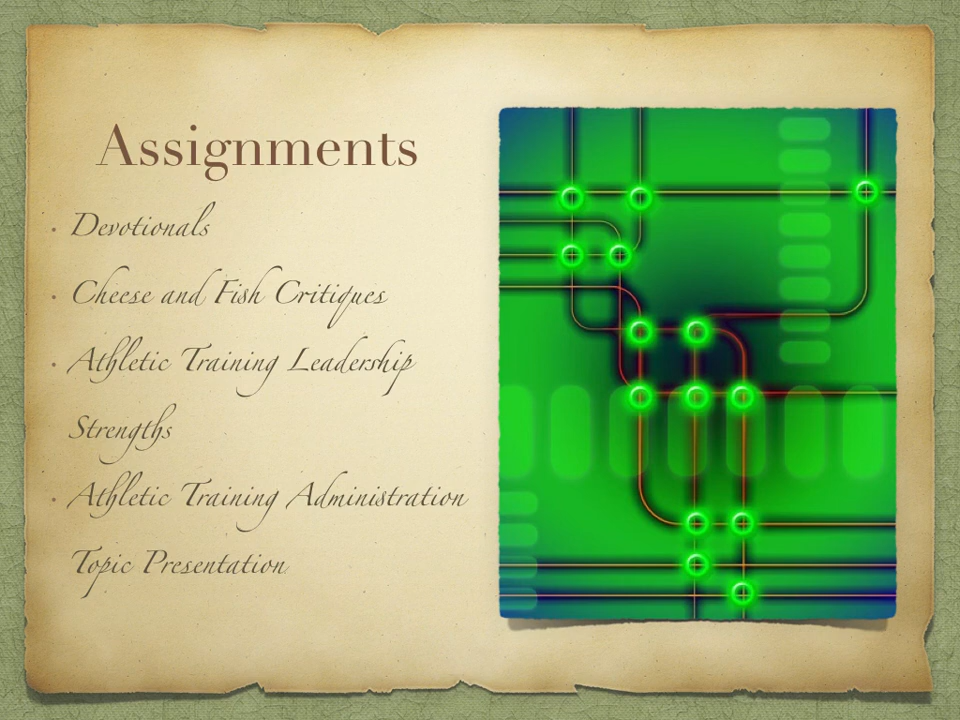 Assignments
• Devotionals
• Cheese and Fish Critiques
• Athletic Training Leadership
Strengths
• Athletic Training Administration
Topic Presentation